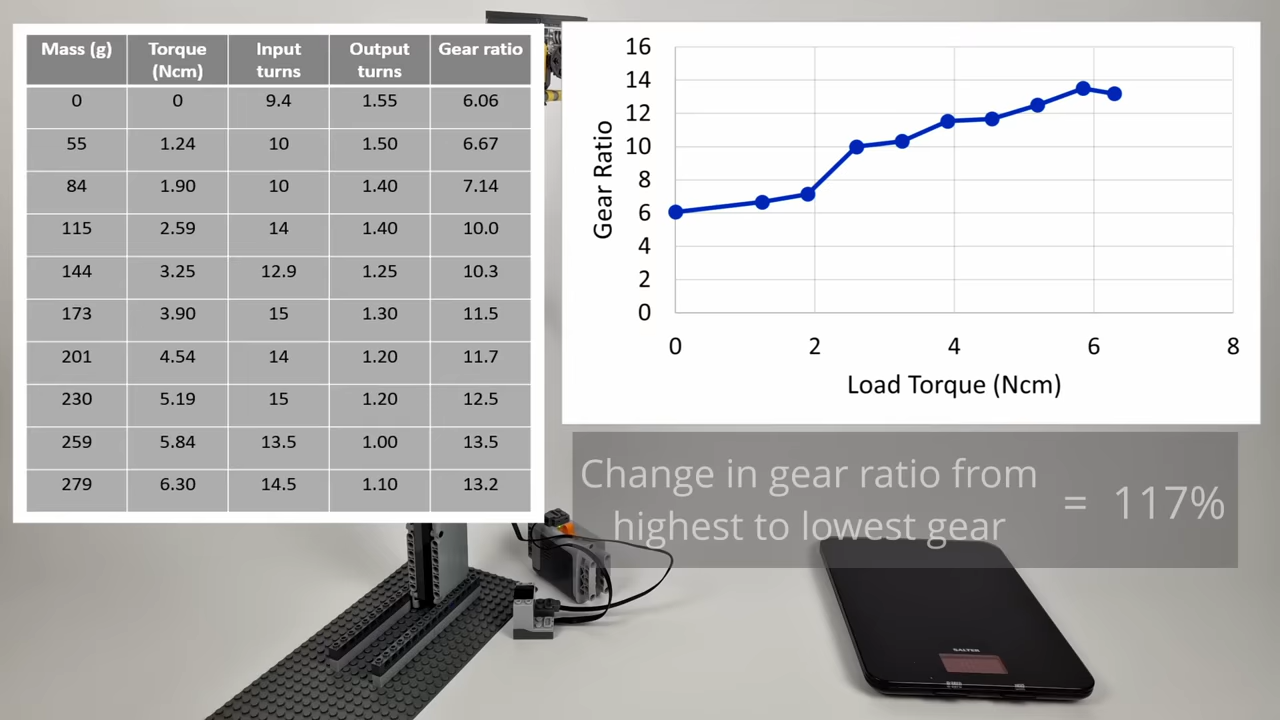 Mass (g) Torque (Ncm) Input turns Output turns Gear ratio
0 0 9.4 1.55 6.06
55 1.24 10 1.50 6.67
84 1.90 10 1.40 7.14
115 2.59 14 1.40 10.0
144 3.25 12.9 1.25 10.3
173 3.90 15 1.30 11.5
201 4.54 14 1.20 11.7
230 5.19 15 1.20 12.5
259 5.84 13.5 1.00 13.5
279 6.30 14.5 1.10 13.2
Gear Ratio
16
14
12
10
8
6
4
2
0
0 2 4 6 8
Load Torque (Ncm)
Change in gear ratio from
highest to lowest gear
= 117%
SALTER